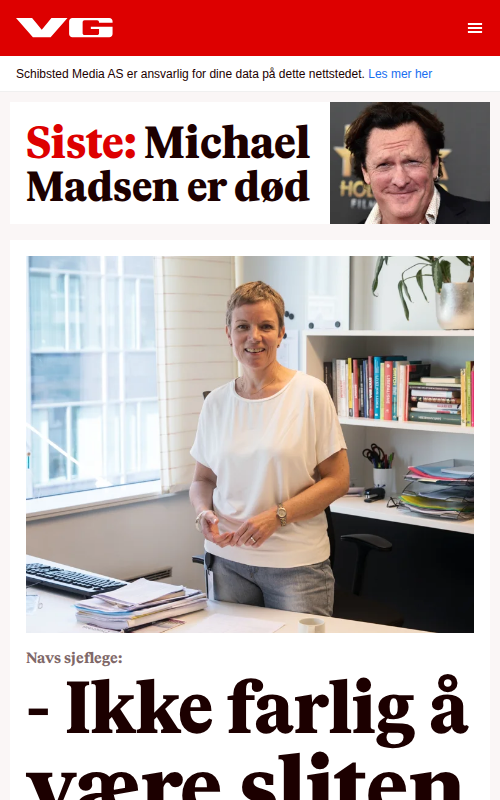 VG
Schibsted Media AS er ansvarlig for dine data på dette nettstedet. Les mer her
Siste: Michael
Madsen er død
Navs sjeflege:
- Ikke farlig å
være sliten